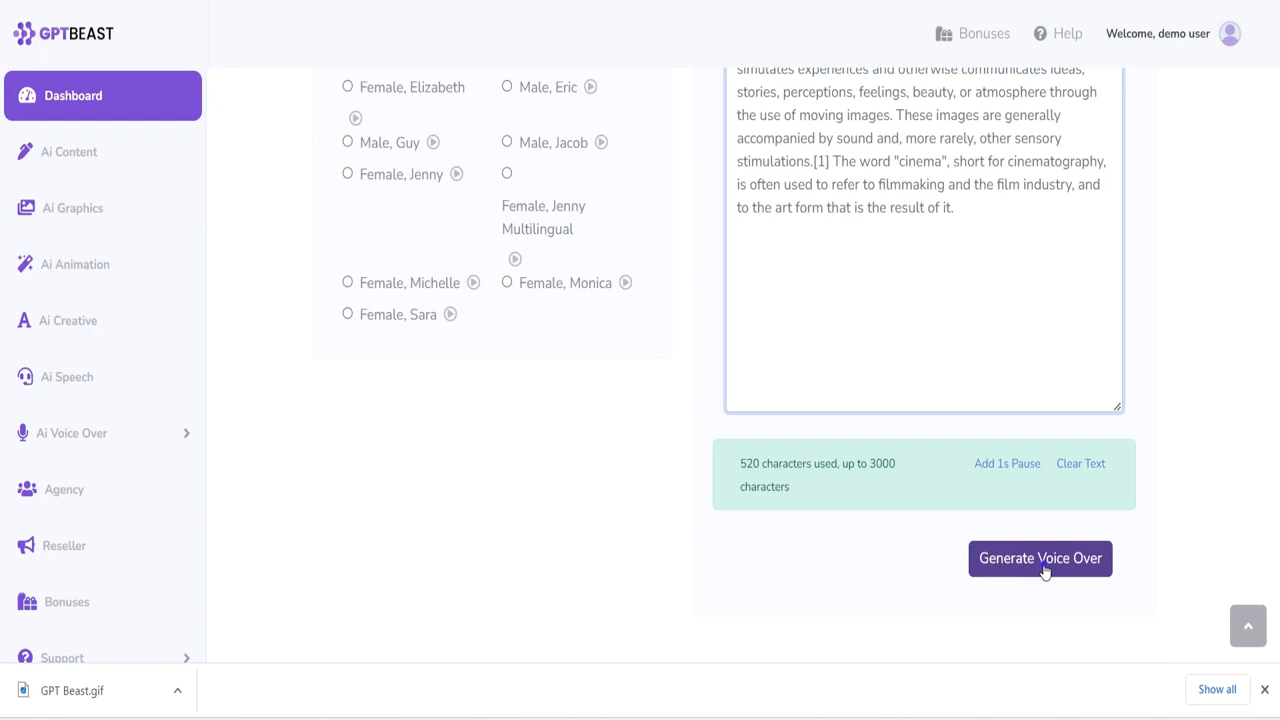 GPTBEAST
Bonuses
Help
Welcome, demo user
Dashboard
Ai Content
Ai Graphics
Ai Animation
Ai Creative
Ai Speech
Ai Voice Over
Agency
Reseller
Bonuses
Support
Female, Elizabeth
Male, Eric
Male, Guy
Male, Jacob
Female, Jenny
Female, Jenny
Multilingual
Female, Michelle
Female, Monica
Female, Sara
simulates experiences and otherwise communicates ideas,
stories, perceptions, feelings, beauty, or atmosphere through
the use of moving images. These images are generally
accompanied by sound and, more rarely, other sensory
stimulations.[1] The word "cinema", short for cinematography,
is often used to refer to filmmaking and the film industry, and
to the art form that is the result of it.
520 characters used, up to 3000
characters
Add 1s Pause
Clear Text
Generate Voice Over
GPT Beast.gif
Show all